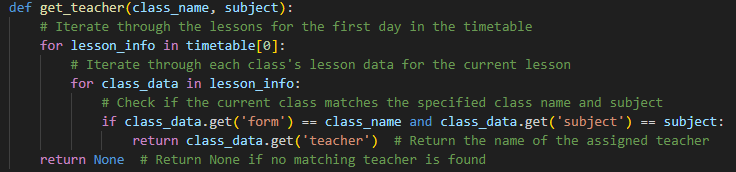 def get_teacher(class_name, subject):
    # Iterate through the lessons for the first day in the timetable
    for lesson_info in timetable[0]:
        # Iterate through each class's lesson data for the current lesson
        for class_data in lesson_info:
            # Check if the current class matches the specified class name and subject
            if class_data.get('form') == class_name and class_data.get('subject') == subject:
                return class_data.get('teacher')  # Return the name of the assigned teacher
    return None  # Return None if no matching teacher is found